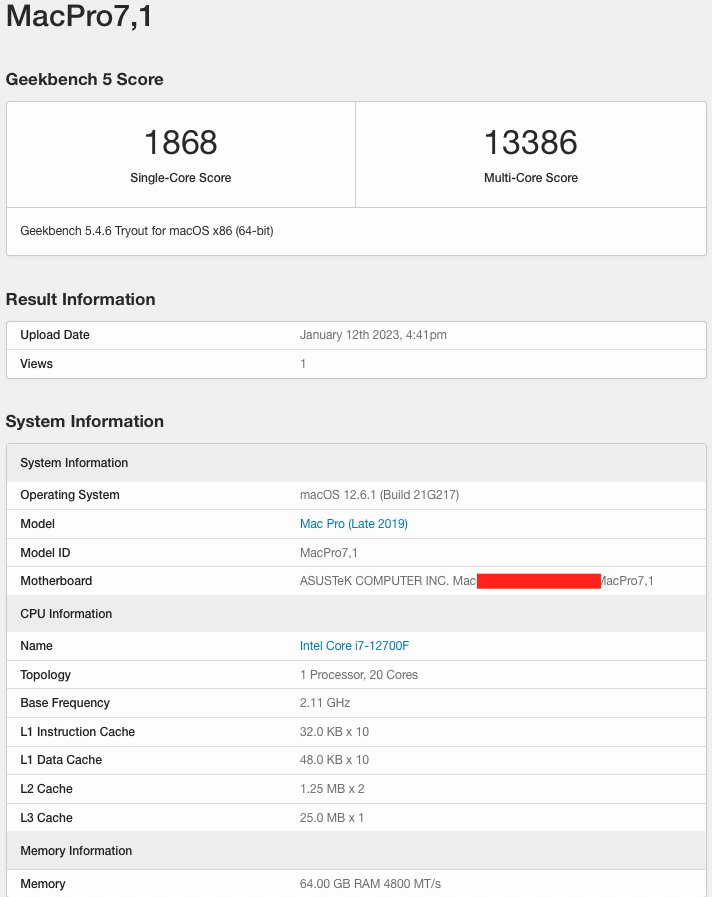 MacPro7,1
Geekbench 5 Score
1868
Single-Core Score
13386
Multi-Core Score
Geekbench 5.4.6 Tryout for macOS x86 (64-bit)
Result Information
Upload Date January 12th 2023, 4:41pm
Views 1
System Information
System Information
Operating System macOS 12.6.1 (Build 21G217)
Model Mac Pro (Late 2019)
Model ID MacPro7,1
Motherboard ASUSTeK COMPUTER INC. Mac MacPro7,1
CPU Information
Name Intel Core i7-12700F
Topology 1 Processor, 20 Cores
Base Frequency 2.11 GHz
L1 Instruction Cache 32.0 KB x 10
L1 Data Cache 48.0 KB x 10
L2 Cache 1.25 MB x 2
L3 Cache 25.0 MB x 1
Memory Information
Memory 64.00 GB RAM 4800 MT/s